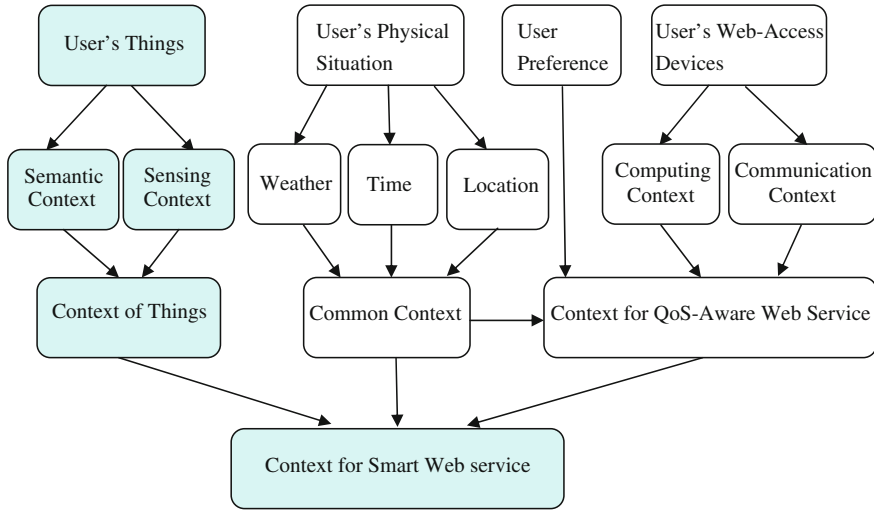 User's Things
User's Physical
Situation
User
Preference
User's Web-Access
Devices
Semantic
Context
Sensing
Context
Weather
Time
Location
Computing
Context
Communication
Context
Context of Things
Common Context
Context for QoS-Aware Web Service
Context for Smart Web service